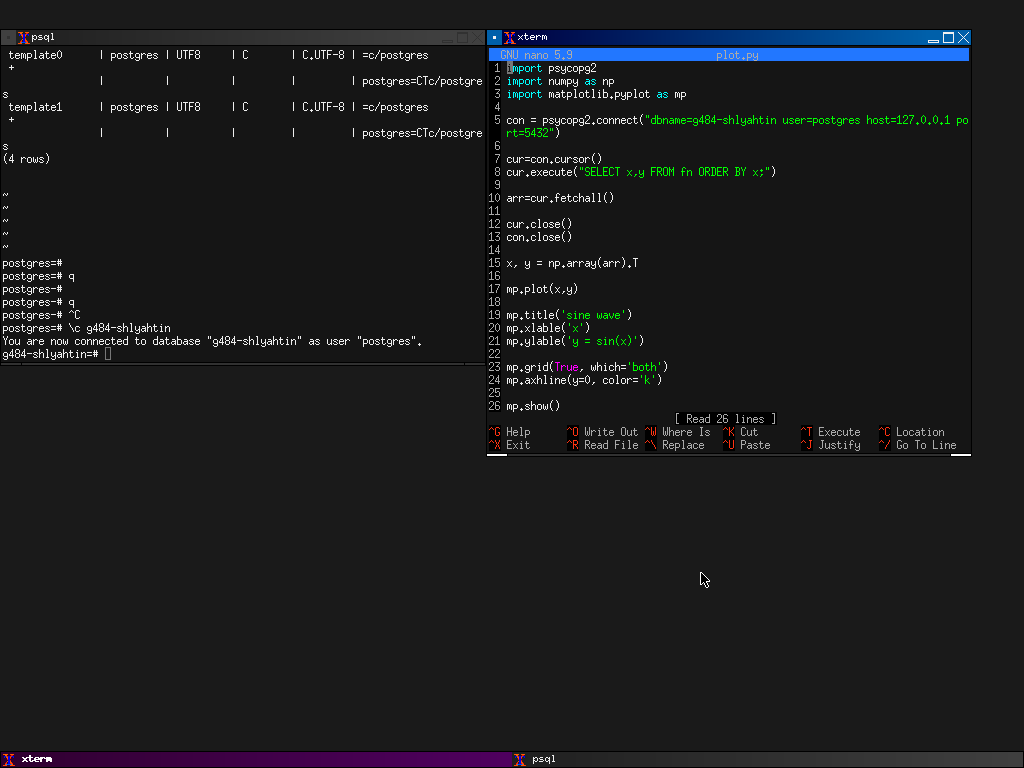 psql
template0 | postgres | UTF8 | C | C.UTF-8 | =c/postgres
+
| | | | | postgres=CTc/postgre
s
template1 | postgres | UTF8 | C | C.UTF-8 | =c/postgres
+
| | | | | postgres=CTc/postgre
s
(4 rows)
~
~
~
~
~
postgres=#
postgres=# q
postgres-#
postgres-# q
postgres-# ^C
postgres=# \c g484-shlyahtin
You are now connected to database "g484-shlyahtin" as user "postgres".
g484-shlyahtin=#
xterm
GNU nano 5.9 plot.py
1 import psycopg2
2 import numpy as np
3 import matplotlib.pyplot as mp
4
5 con = psycopg2.connect("dbname=g484-shlyahtin user=postgres host=127.0.0.1 po
rt=5432")
6
7 cur=con.cursor()
8 cur.execute("SELECT x,y FROM fn ORDER BY x;")
9
10 arr=cur.fetchall()
11
12 cur.close()
13 con.close()
14
15 x, y = np.array(arr).T
16
17 mp.plot(x,y)
18
19 mp.title('sine wave')
20 mp.xlable('x')
21 mp.ylable('y = sin(x)')
22
23 mp.grid(True, which='both')
24 mp.axhline(y=0, color='k')
25
26 mp.show()
[ Read 26 lines ]
^G Help ^O Write Out ^W Where Is ^K Cut ^T Execute ^C Location
^X Exit ^R Read File ^\ Replace ^U Paste ^J Justify ^/ Go To Line
xterm
psql